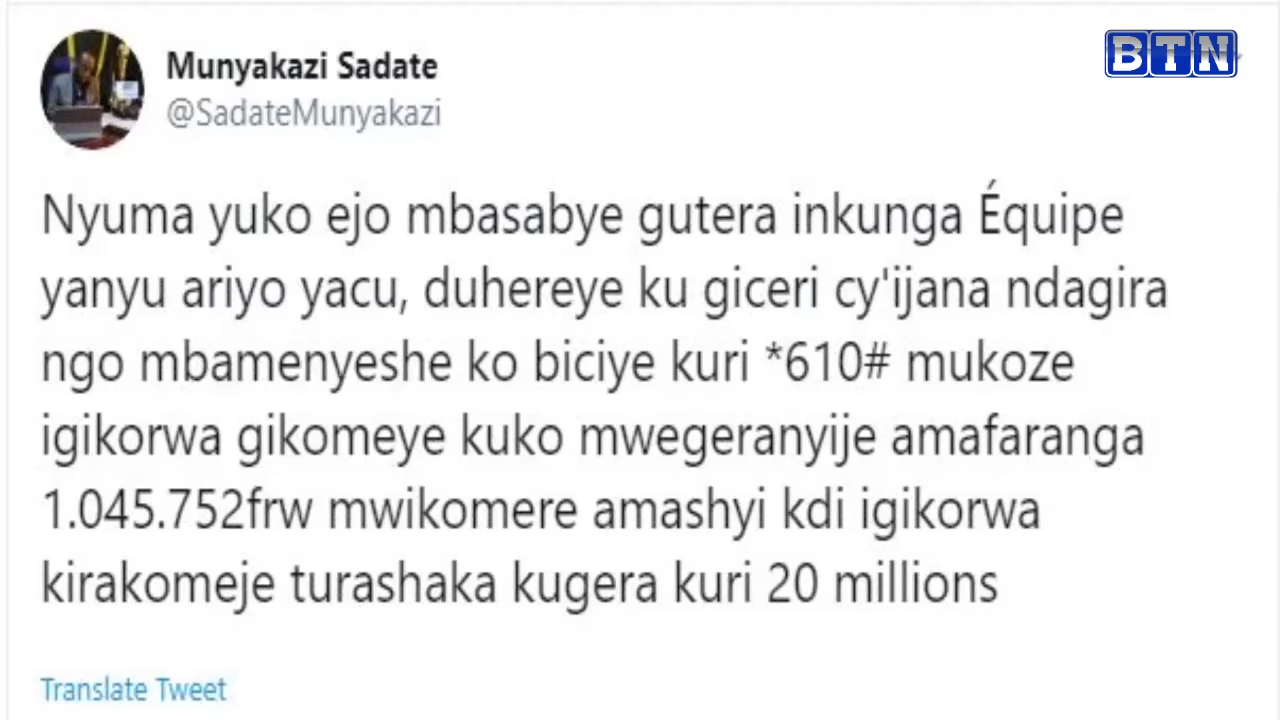 BTN
Munyakazi Sadate
@SadateMunyakazi
Nyuma yuko ejo mbasabye gutera inkunga Équipe
yanyu ariyo yacu, duhereye ku giceri cy'ijana ndagira
ngo mbamenyeshe ko biciye kuri *610# mukoze
igikorwa gikomeye kuko mwegeranyije amafaranga
1.045.752frw mwikomere amashyi kdi igikorwa
kirakomeje turashaka kugera kuri 20 millions
Translate Tweet